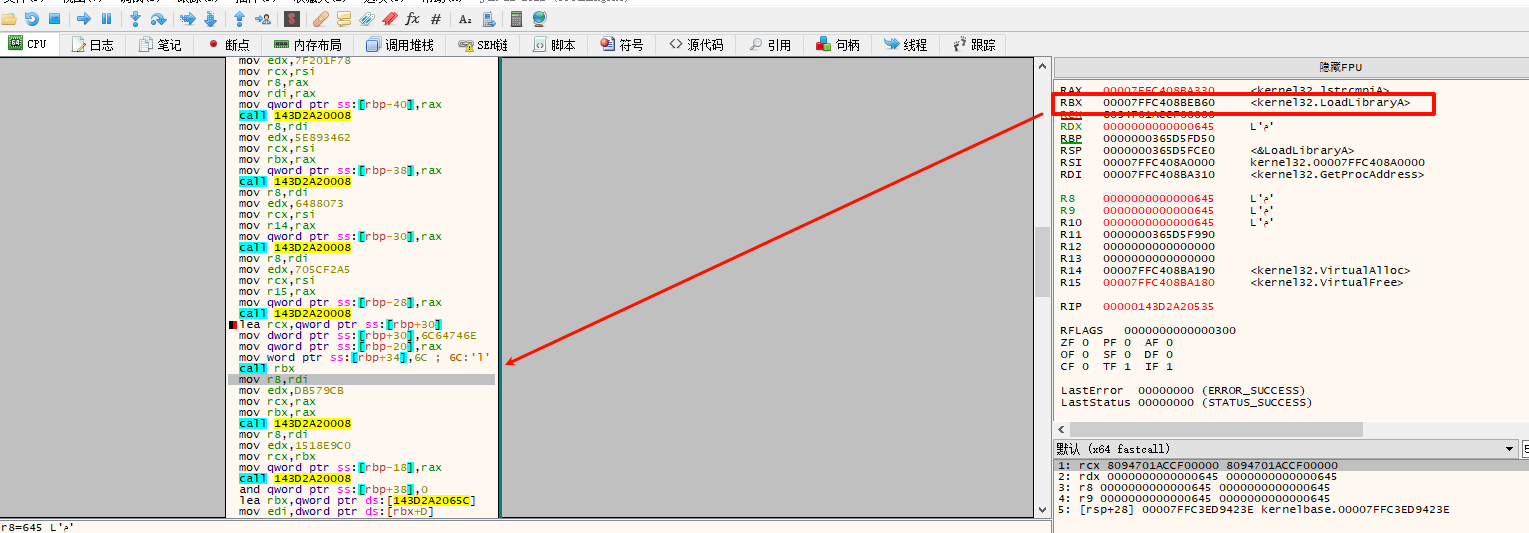 CPU 日志 笔记 断点 内存布局 调用堆栈 SEH链 脚本 符号 源代码 引用 句柄 线程 跟踪
mov edx,7F201F78
mov rcx,rsi
mov r8,rax
mov rdi,rax
mov qword ptr ss:[rbp-40],rax
call 143D2A20008
mov r8,rdi
mov edx,5E893462
mov rcx,rsi
mov rbx,rax
mov qword ptr ss:[rbp-38],rax
call 143D2A20008
mov r8,rdi
mov edx,6488073
mov rcx,rsi
mov r14,rax
mov qword ptr ss:[rbp-30],rax
call 143D2A20008
mov r8,rdi
mov edx,705CF2A5
mov rcx,rsi
mov r15,rax
mov qword ptr ss:[rbp-28],rax
call 143D2A20008
lea rcx,qword ptr ss:[rbp+30]
mov dword ptr ss:[rbp+30],6C64746E
mov qword ptr ss:[rbp-20],rax
mov word ptr ss:[rbp+34],6C ; 6C:'l'
call rbx
mov r8,rdi
mov edx,DB579CB
mov rcx,rax
mov rbx,rax
call 143D2A20008
mov r8,rdi
mov edx,1518E9C0
mov rcx,rbx
mov qword ptr ss:[rbp-18],rax
call 143D2A20008
and qword ptr ss:[rbp+38],0
lea rbx,qword ptr ds:[143D2A2065C]
mov edi,dword ptr ds:[rbx+D]
r8=645 L'م'
隐藏FPU
RAX 00007FFC408BA330 <kernel32.lstrcmpiA>
RBX 00007FFC408BEB60 <kernel32.LoadLibraryA>
RCX 8094701ACCF00000
RDX 0000000000000645 L'م'
RBP 0000000365D5FD50
RSP 0000000365D5FCE0 <&LoadLibraryA>
RSI 00007FFC408A0000 kernel32.00007FFC408A0000
RDI 00007FFC408BA310 <kernel32.GetProcAddress>
R8 0000000000000645 L'م'
R9 0000000000000645 L'م'
R10 0000000000000645 L'م'
R11 0000000365D5F990
R12 0000000000000000
R13 0000000000000000
R14 00007FFC408BA190 <kernel32.VirtualAlloc>
R15 00007FFC408BA180 <kernel32.VirtualFree>
RIP 00000143D2A20535
RFLAGS 0000000000000300
ZF 0 PF 0 AF 0
OF 0 SF 0 DF 0
CF 0 TF 1 IF 1
LastError 00000000 (ERROR_SUCCESS)
LastStatus 00000000 (STATUS_SUCCESS)
默认 (x64 fastcall)
1: rcx 8094701ACCF00000 8094701ACCF00000
2: rdx 0000000000000645 0000000000000645
3: r8 0000000000000645 0000000000000645
4: r9 0000000000000645 0000000000000645
5: [rsp+28] 00007FFC3ED9423E kernelbase.00007FFC3ED9423E